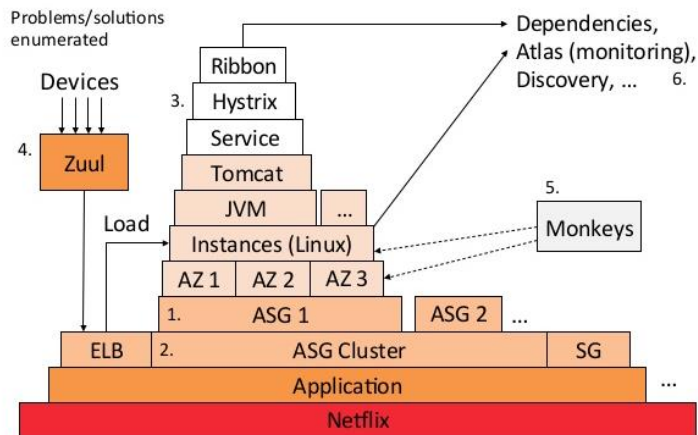 Problems/solutions
enumerated
Devices
Dependencies,
Atlas (monitoring),
Discovery, ...
6.
Ribbon
3.
Hystrix
4.
Zuul
Service
Tomcat
JVM
...
5.
Monkeys
Load
Instances (Linux)
AZ 1
AZ 2
AZ 3
1.
ASG 1
ASG 2
...
ELB
2.
ASG Cluster
SG
Application
...
Netflix